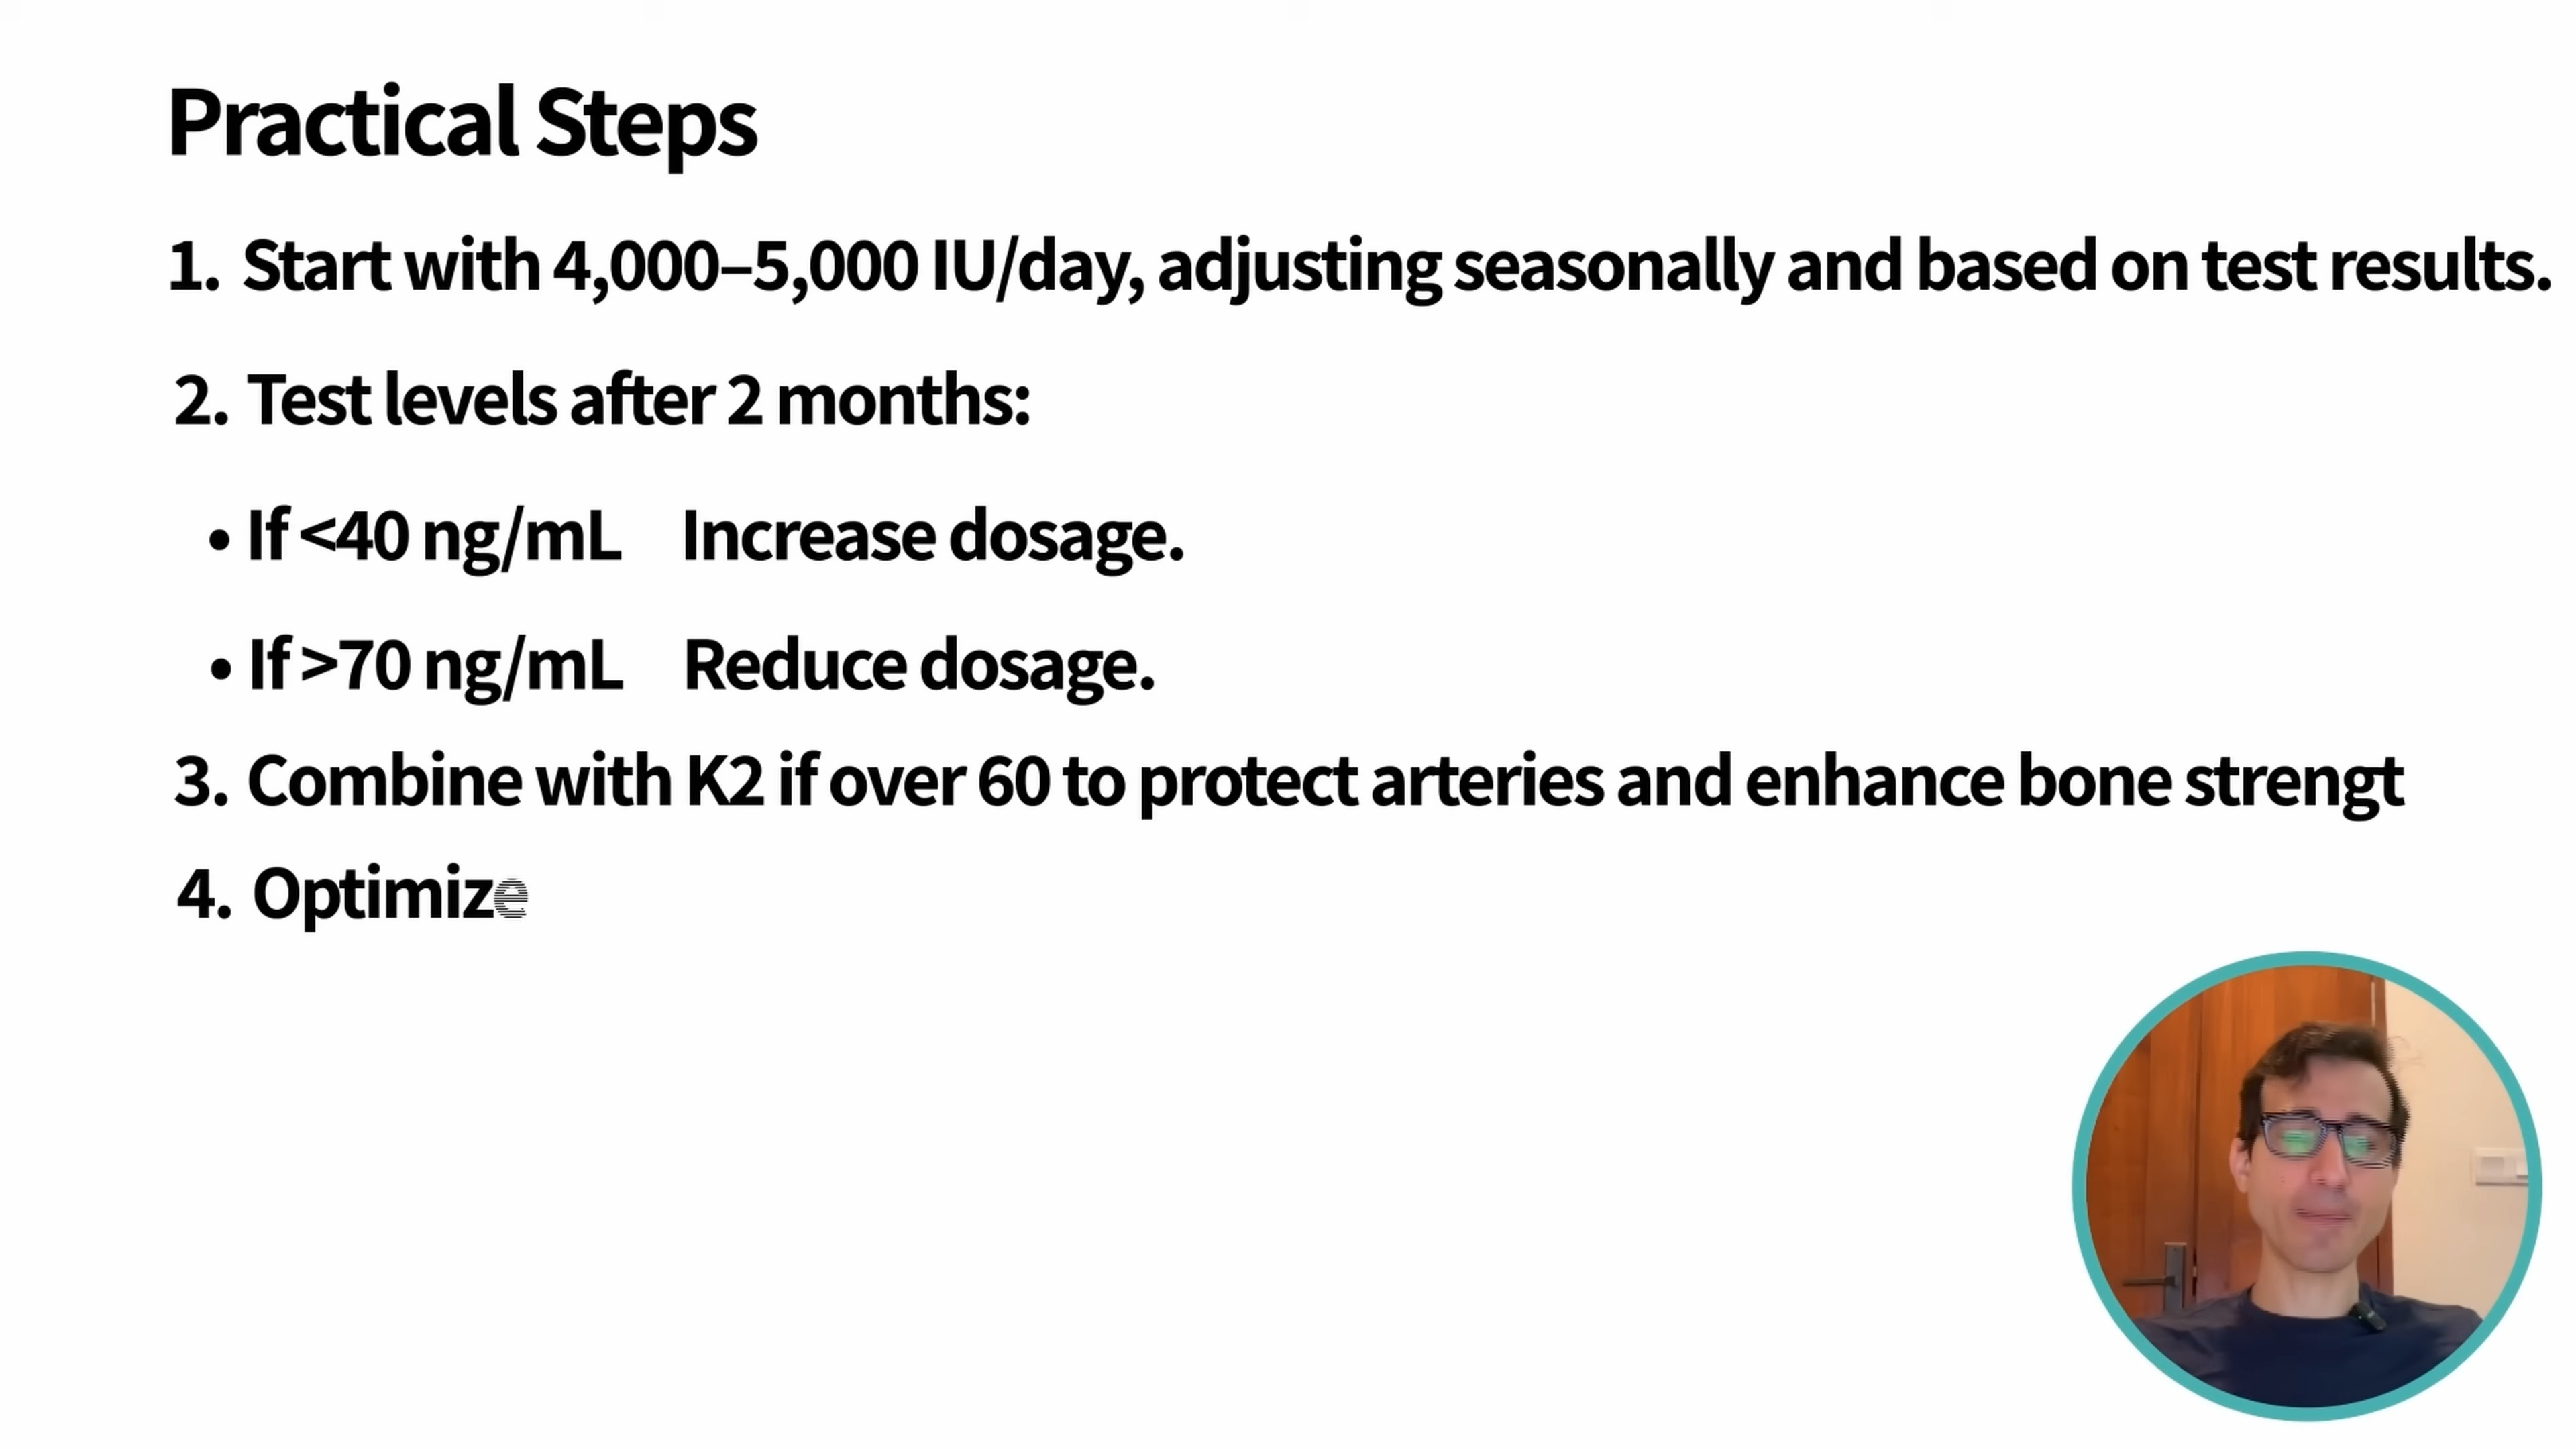 Practical Steps
1. Start with 4,000–5,000 IU/day, adjusting seasonally and based on test results.
2. Test levels after 2 months:
• If <40 ng/mL Increase dosage.
• If >70 ng/mL Reduce dosage.
3. Combine with K2 if over 60 to protect arteries and enhance bone strengt
4. Optimize